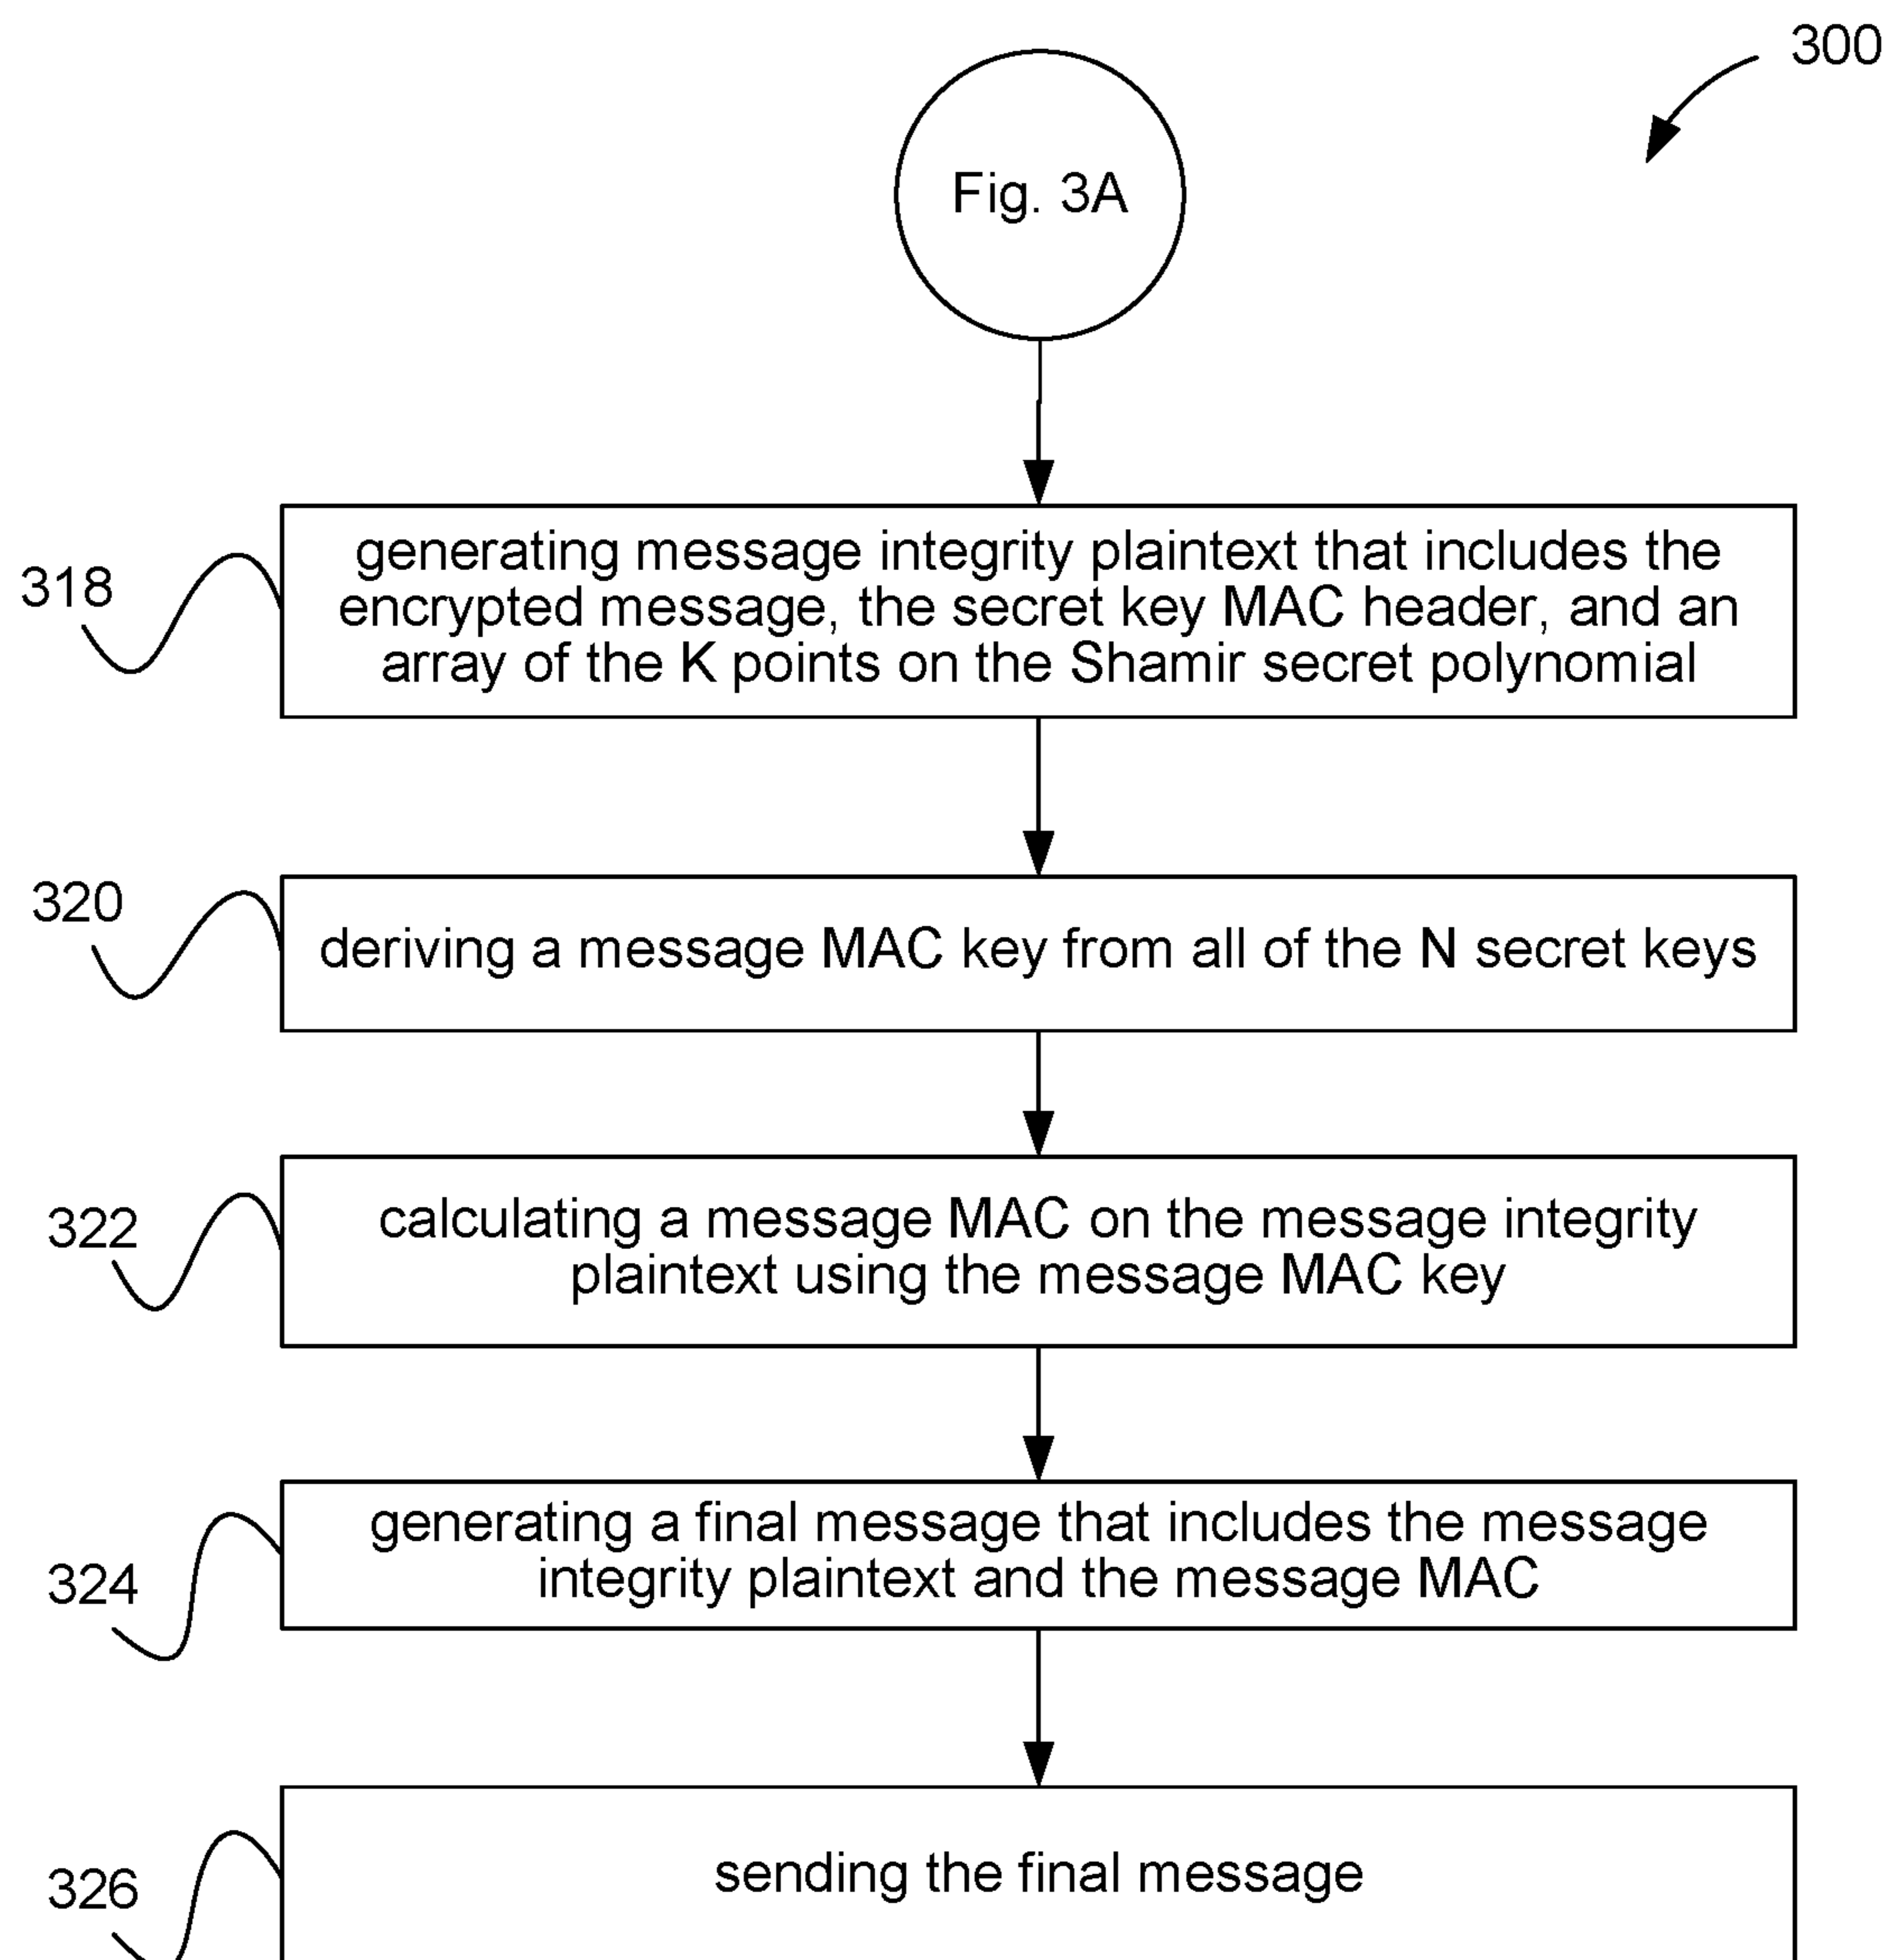 300
Fig. 3A
318
generating message integrity plaintext that includes the
encrypted message, the secret key MAC header, and an
array of the K points on the Shamir secret polynomial
320
deriving a message MAC key from all of the N secret keys
322
calculating a message MAC on the message integrity
plaintext using the message MAC key
324
generating a final message that includes the message
integrity plaintext and the message MAC
326
sending the final message